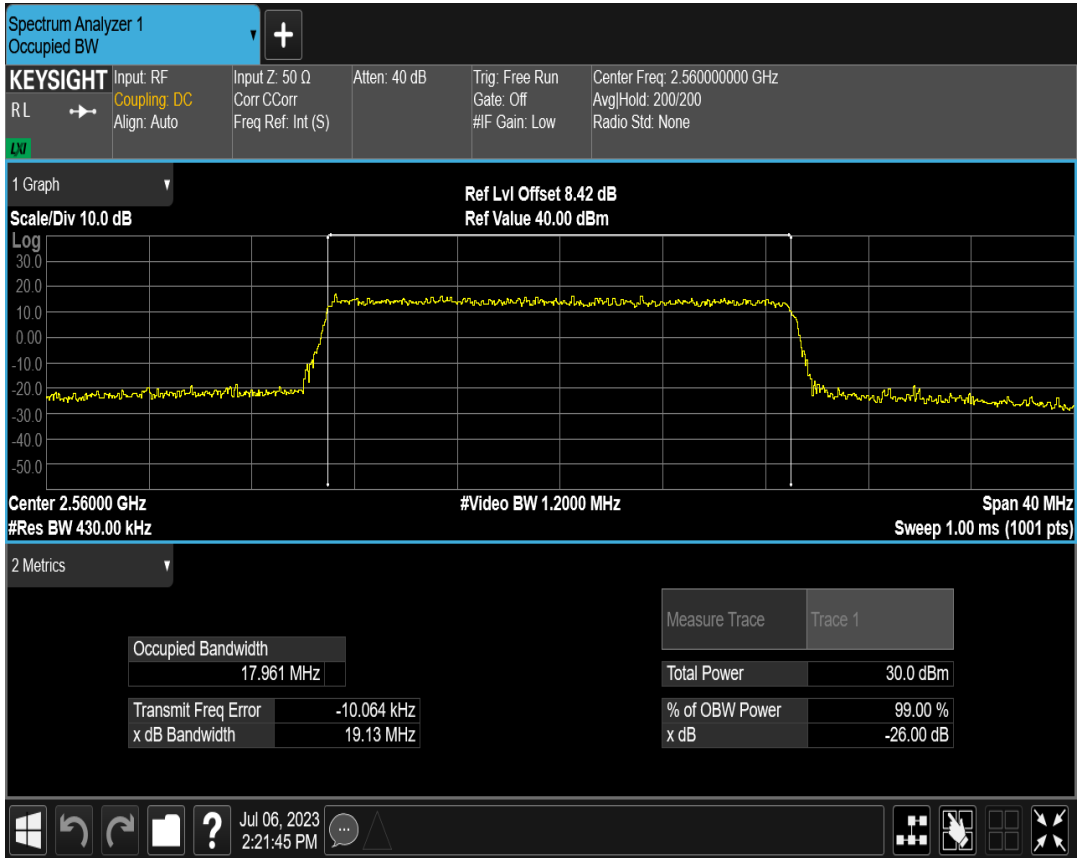 Spectrum Analyzer 1
Occupied BW
KEYSIGHT
R L
LXI
Input: RF
Coupling: DC
Align: Auto
Input Z: 50 Ω
Corr CCorr
Freq Ref: Int (S)
Atten: 40 dB
Trig: Free Run
Gate: Off
#IF Gain: Low
Center Freq: 2.560000000 GHz
Avg|Hold: 200/200
Radio Std: None
1 Graph
Scale/Div 10.0 dB
Ref Lvl Offset 8.42 dB
Ref Value 40.00 dBm
Log
30.0
20.0
10.0
0.00
-10.0
-20.0
-30.0
-40.0
-50.0
Center 2.56000 GHz
#Res BW 430.00 kHz
#Video BW 1.2000 MHz
Span 40 MHz
Sweep 1.00 ms (1001 pts)
2 Metrics
Occupied Bandwidth
17.961 MHz
Transmit Freq Error -10.064 kHz
x dB Bandwidth 19.13 MHz
Measure Trace Trace 1
Total Power 30.0 dBm
% of OBW Power 99.00 %
x dB -26.00 dB
?
Jul 06, 2023
2:21:45 PM